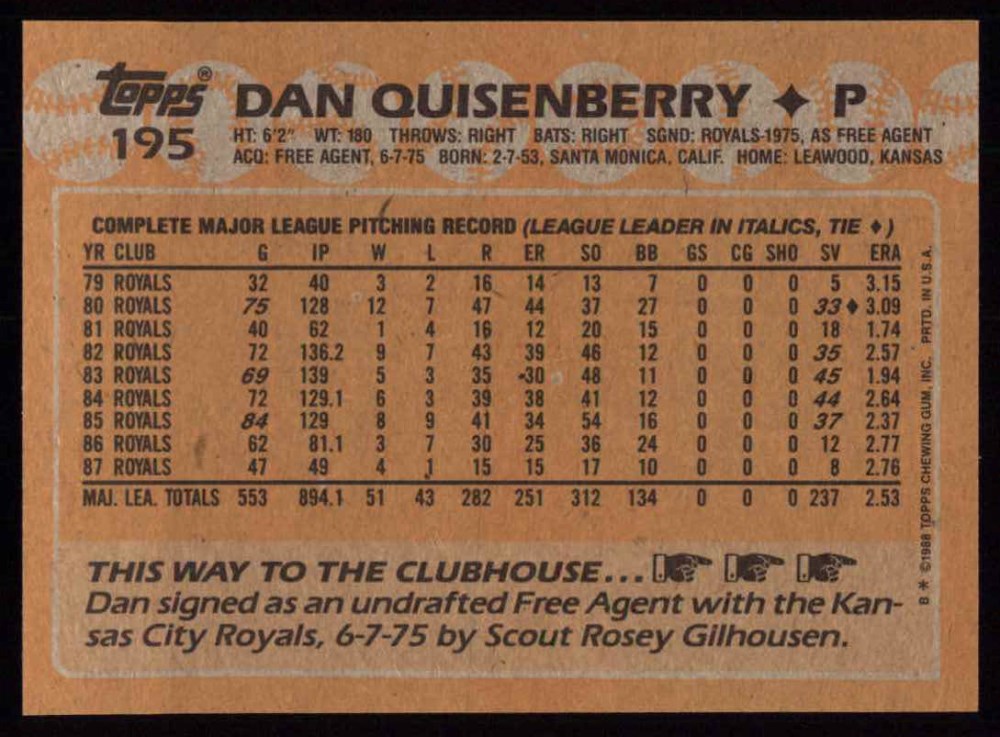 Topps® DAN QUISENBERRY ✦ P
195 HT: 6'2" WT: 180 THROWS: RIGHT BATS: RIGHT SGND: ROYALS-1975, AS FREE AGENT
ACQ: FREE AGENT, 6-7-75 BORN: 2-7-53, SANTA MONICA, CALIF. HOME: LEAWOOD, KANSAS
COMPLETE MAJOR LEAGUE PITCHING RECORD (LEAGUE LEADER IN ITALICS, TIE ♦)
YR CLUB G IP W L R ER SO BB GS CG SHO SV ERA
79 ROYALS 32 40 3 2 16 14 13 7 0 0 0 5 3.15
80 ROYALS 75 128 12 7 47 44 37 27 0 0 0 33♦ 3.09
81 ROYALS 40 62 1 4 16 12 20 15 0 0 0 18 1.74
82 ROYALS 72 136.2 9 7 43 39 46 12 0 0 0 35 2.57
83 ROYALS 69 139 5 3 35 30 48 11 0 0 0 45 1.94
84 ROYALS 72 129.1 6 3 39 38 41 12 0 0 0 44 2.64
85 ROYALS 84 129 8 9 41 34 54 16 0 0 0 37 2.37
86 ROYALS 62 81.1 3 7 30 25 36 24 0 0 0 12 2.77
87 ROYALS 47 49 4 1 15 15 17 10 0 0 0 8 2.76
MAJ. LEA. TOTALS 553 894.1 51 43 282 251 312 134 0 0 0 237 2.53
THIS WAY TO THE CLUBHOUSE...
Dan signed as an undrafted Free Agent with the Kan-
sas City Royals, 6-7-75 by Scout Rosey Gilhousen.
B * ©1988 TOPPS CHEWING GUM, INC. PRTD. IN U.S.A.